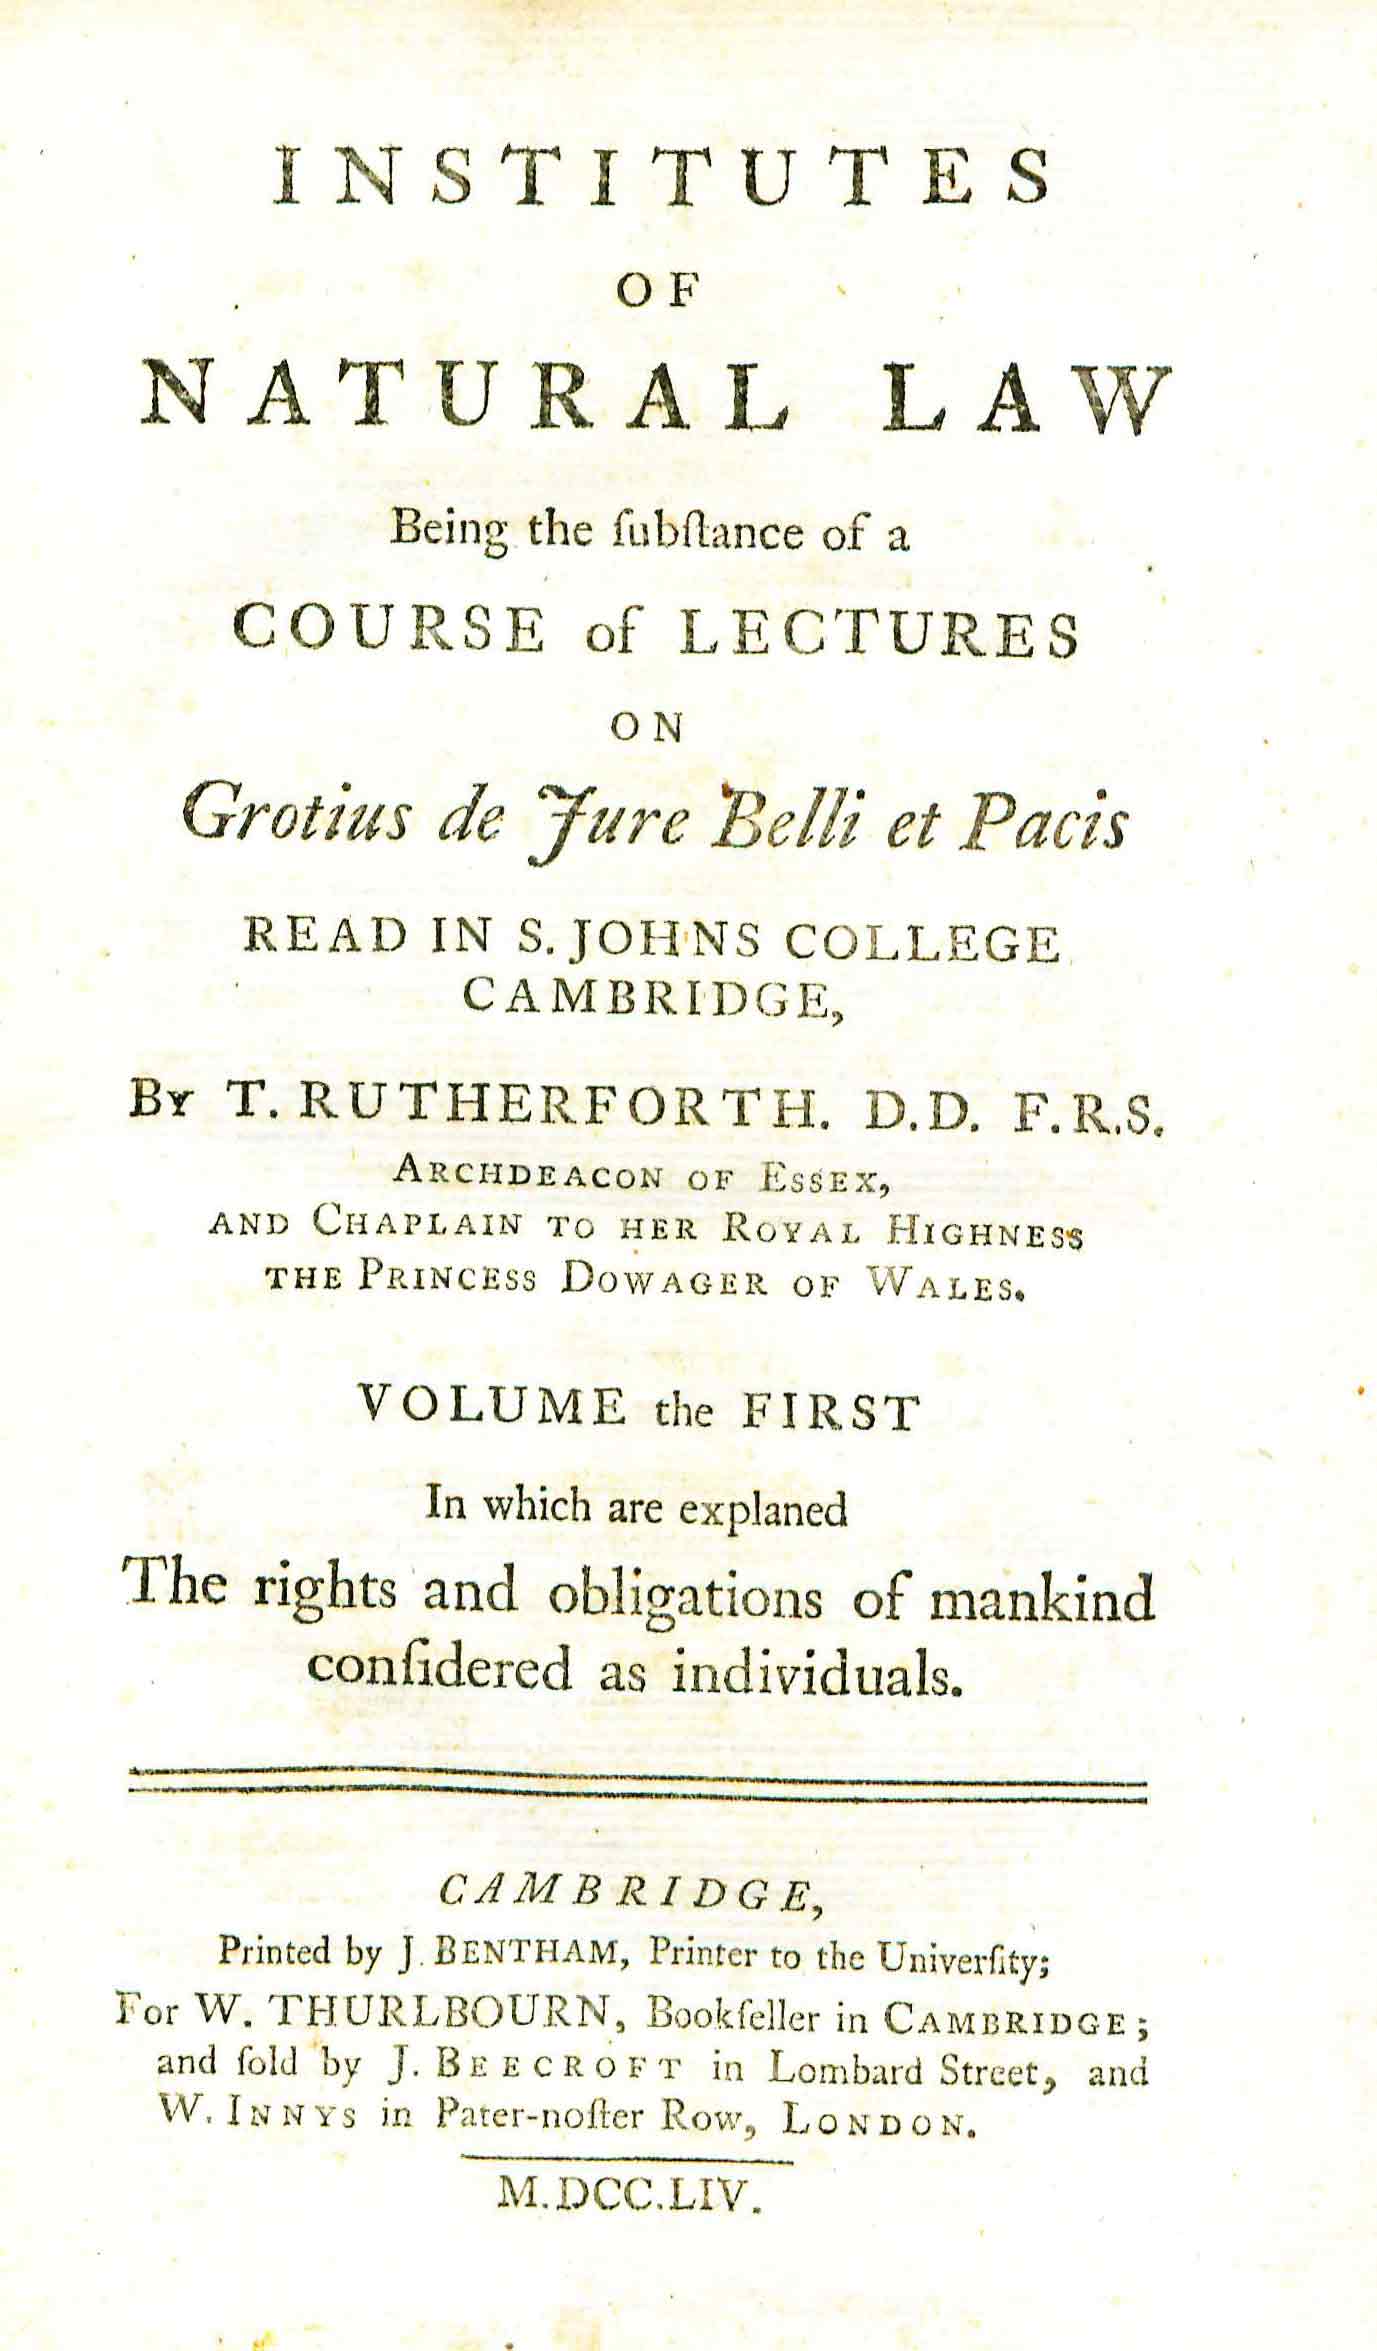 INSTITUTES
OF
NATURAL LAW
Being the ſubſtance of a
COURSE of LECTURES
ON
Grotius de Jure Belli et Pacis
READ IN S. JOHNS COLLEGE
CAMBRIDGE,
BY T. RUTHERFORTH. D.D. F.R.S.
ARCHDEACON OF ESSEX,
AND CHAPLAIN TO HER ROYAL HIGHNESS
THE PRINCESS DOWAGER OF WALES.
VOLUME the FIRST
In which are explaned
The rights and obligations of mankind
conſidered as individuals.
CAMBRIDGE,
Printed by J. BENTHAM, Printer to the Univerſity;
For W. THURLBOURN, Bookſeller in CAMBRIDGE;
and ſold by J. BEECROFT in Lombard Street, and
W. INNYS in Pater-noſter Row, LONDON.
M.DCC.LIV.